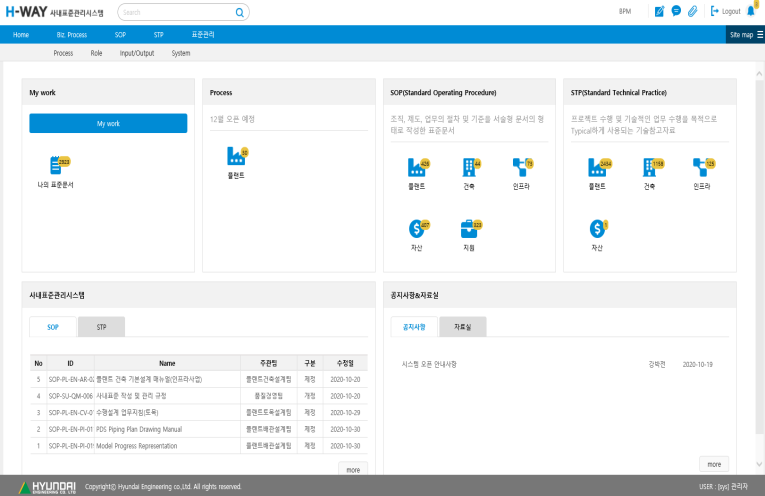 H-WAY 사내표준관리시스템
Search
BPM
Logout
Home Biz. Process SOP STP 표준관리
Site map
Process Role Input/Output System
My work
My work
2923
나의 표준문서
Process
12월 오픈 예정
플랜트
SOP(Standard Operating Procedure)
조직, 제도, 업무의 절차 및 기준을 서술형 문서의 형
태로 작성한 표준문서
426 44 73
플랜트 건축 인프라
407 323
자산 지원
STP(Standard Technical Practice)
프로젝트 수행 및 기술적인 업무 수행을 목적으로
Typical하게 사용되는 기술참고자료
2434 1158 125
플랜트 건축 인프라
1
자산
사내표준관리시스템
SOP STP
No ID Name 주관팀 구분 수정일
5 SOP-PL-EN-AR-02 플랜트 건축 기본설계 매뉴얼(인프라사업) 플랜트건축설계팀 제정 2020-10-20
4 SOP-SU-QM-006 사내표준 작성 및 관리 규정 품질경영팀 개정 2020-10-20
3 SOP-PL-EN-CV-0 수행설계 업무지침(토목) 플랜트토목설계팀 제정 2020-10-29
2 SOP-PL-EN-PI-01 PDS Piping Plan Drawing Manual 플랜트배관설계팀 제정 2020-10-30
1 SOP-PL-EN-PI-01 Model Progress Representation 플랜트배관설계팀 제정 2020-10-30
more
공지사항&자료실
공지사항 자료실
시스템 오픈 안내사항 강박전 2020-10-19
more
HYUNDAI
ENGINEERING CO., LTD
Copyright© Hyundai Engineering co.,Ltd. All rights reserved.
USER : [sys] 관리자